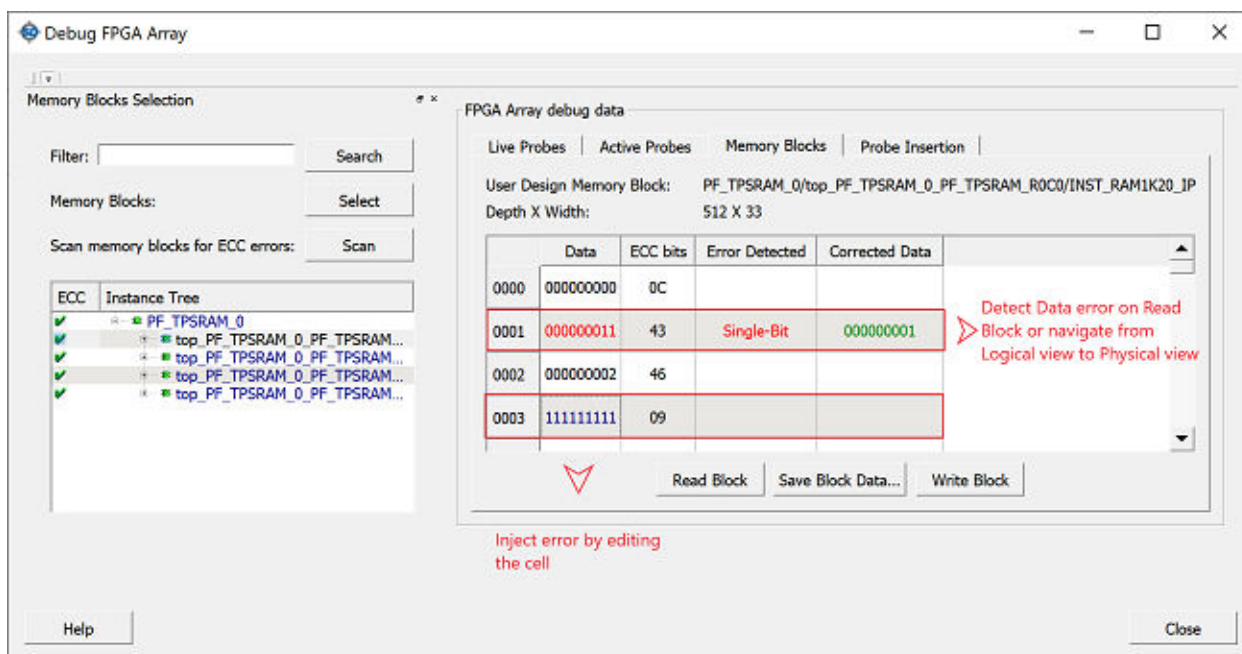 Debug FPGA Array
Memory Blocks Selection
Filter:
Search
Memory Blocks:
Select
Scan memory blocks for ECC errors:
Scan
ECC Instance Tree
PF_TPSRAM_0
top_PF_TPSRAM_0_PF_TPSRAM...
top_PF_TPSRAM_0_PF_TPSRAM...
top_PF_TPSRAM_0_PF_TPSRAM...
top_PF_TPSRAM_0_PF_TPSRAM...
FPGA Array debug data
Live Probes Active Probes Memory Blocks Probe Insertion
User Design Memory Block: PF_TPSRAM_0/top_PF_TPSRAM_0_PF_TPSRAM_R0C0/INST_RAM1K20_IP
Depth X Width: 512 X 33
Data ECC bits Error Detected Corrected Data
0000 000000000 0C
0001 000000011 43 Single-Bit 000000001
0002 000000002 46
0003 111111111 09
Detect Data error on Read
Block or navigate from
Logical view to Physical view
Read Block Save Block Data... Write Block
Inject error by editing
the cell
Help
Close